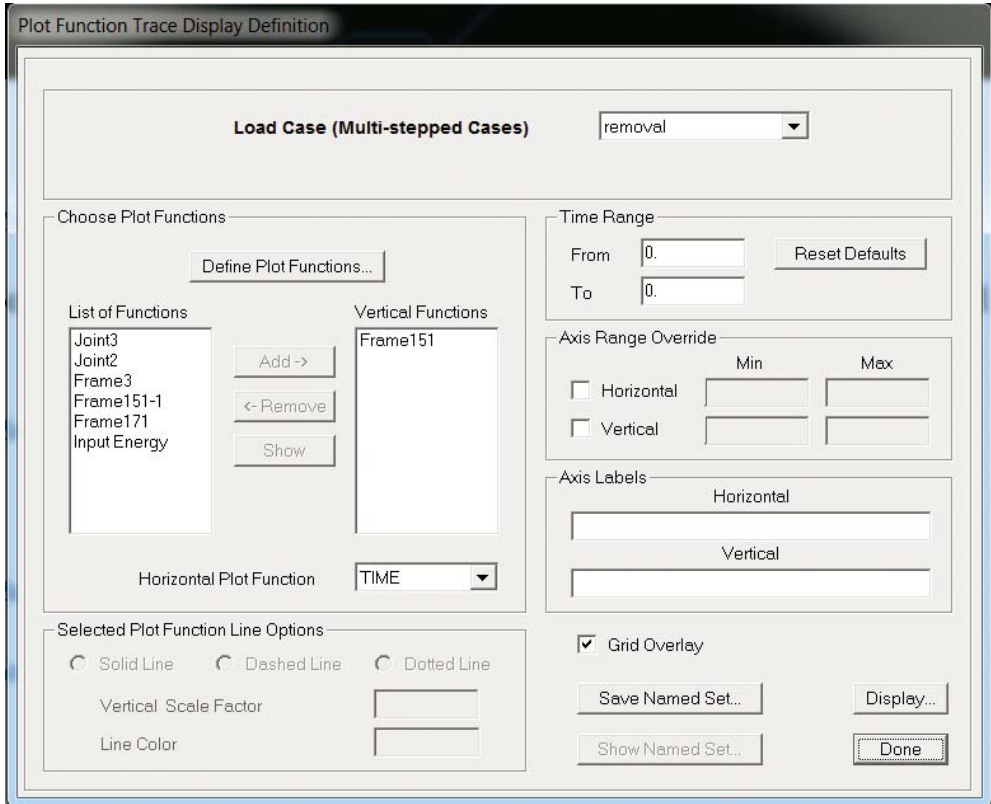 Plot Function Trace Display Definition
Load Case (Multi-stepped Cases)
removal
Choose Plot Functions
Define Plot Functions...
List of Functions
Joint3
Joint2
Frame3
Frame151-1
Frame171
Input Energy
Add ->
<- Remove
Show
Vertical Functions
Frame151
Horizontal Plot Function
TIME
Selected Plot Function Line Options
Solid Line
Dashed Line
Dotted Line
Vertical Scale Factor
Line Color
Time Range
From
0.
To
0.
Reset Defaults
Axis Range Override
Min
Max
Horizontal
Vertical
Axis Labels
Horizontal
Vertical
Grid Overlay
Save Named Set...
Display...
Show Named Set...
Done